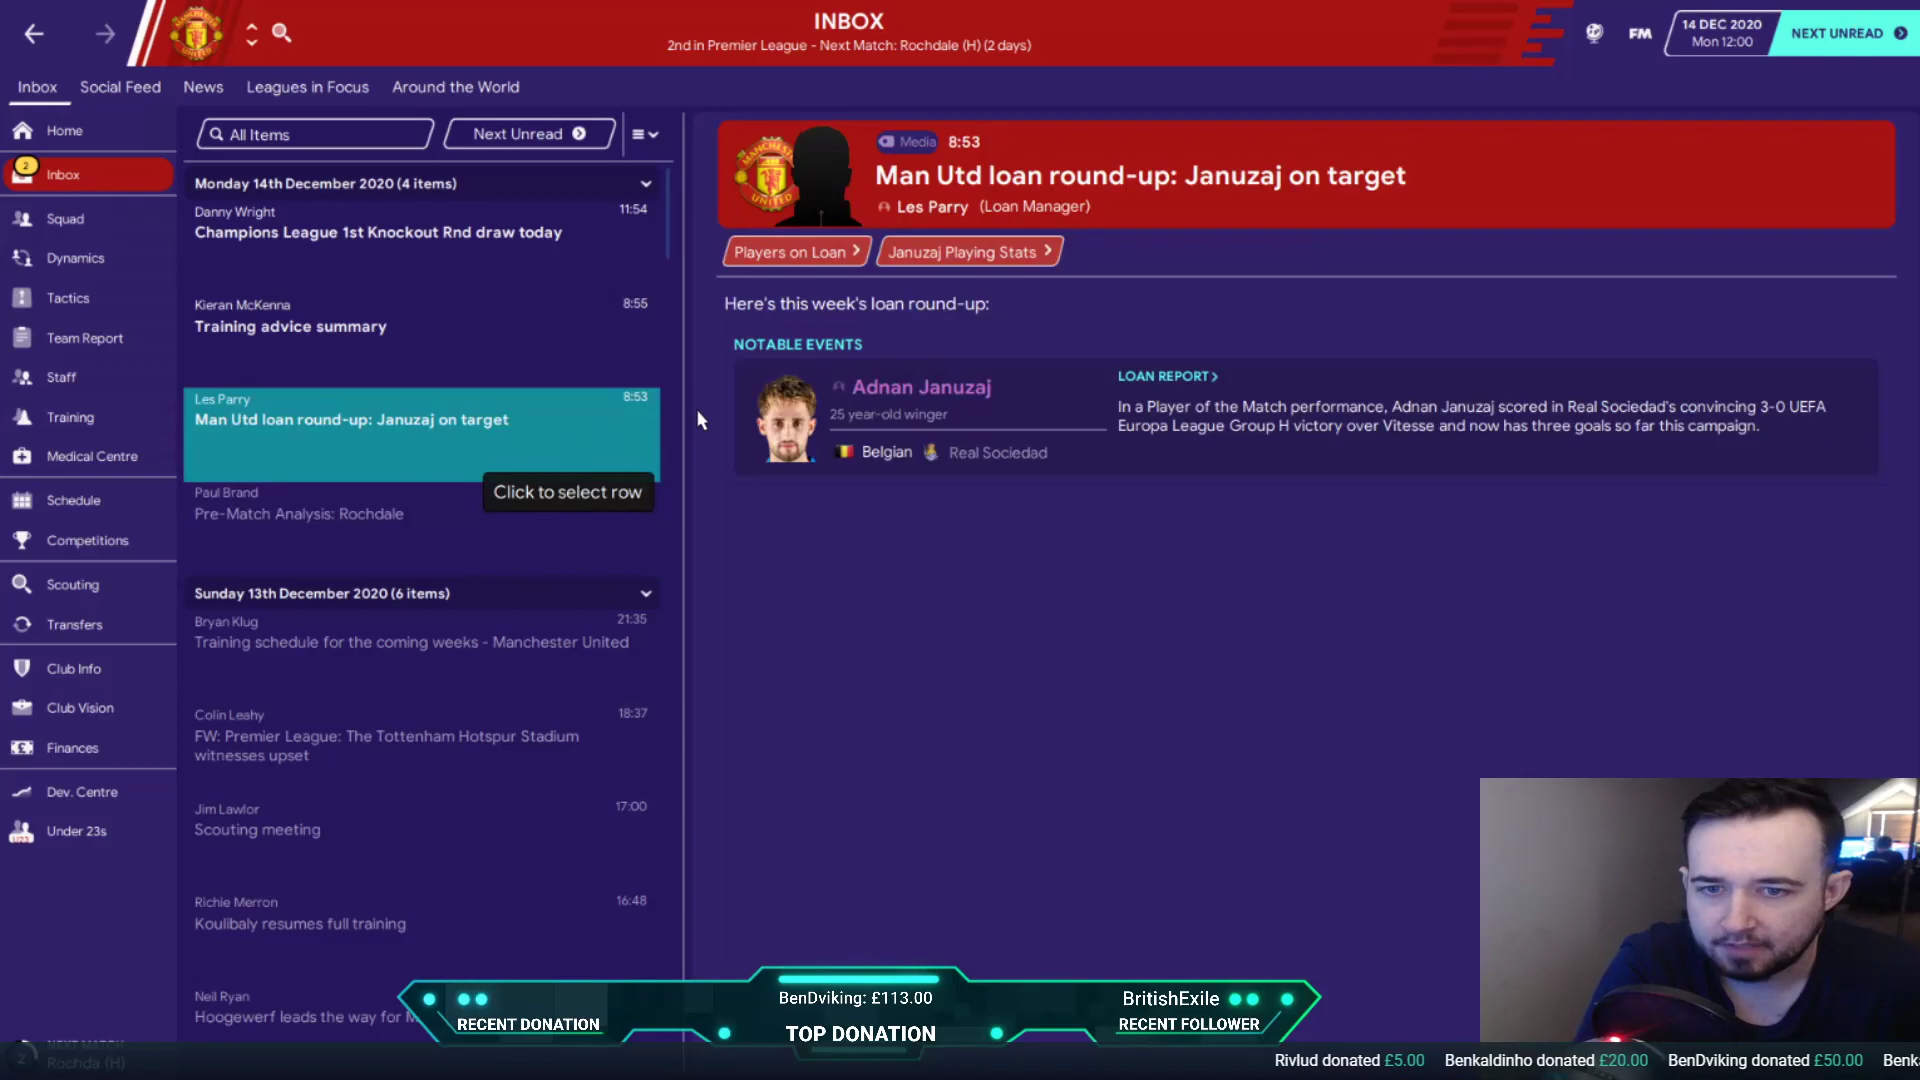 INBOX
2nd in Premier League - Next Match: Rochdale (H) (2 days)
FM
14 DEC 2020
Mon 12:00
NEXT UNREAD
Inbox
Social Feed
News
Leagues in Focus
Around the World
Home
2
Inbox
Squad
Dynamics
Tactics
Team Report
Staff
Training
Medical Centre
Schedule
Competitions
Scouting
Transfers
Club Info
Club Vision
Finances
Dev. Centre
Under 23s
All Items
Next Unread
Monday 14th December 2020 (4 items)
Danny Wright
11:54
Champions League 1st Knockout Rnd draw today
Kieran McKenna
8:55
Training advice summary
Les Parry
8:53
Man Utd loan round-up: Januzaj on target
Click to select row
Paul Brand
Pre-Match Analysis: Rochdale
Sunday 13th December 2020 (6 items)
Bryan Klug
21:35
Training schedule for the coming weeks - Manchester United
Colin Leahy
18:37
FW: Premier League: The Tottenham Hotspur Stadium
witnesses upset
Jim Lawlor
17:00
Scouting meeting
Richie Merron
16:48
Koulibaly resumes full training
Neil Ryan
Hoogewerf leads the way for M
MANCHESTER
UNITED
Media
8:53
Man Utd loan round-up: Januzaj on target
Les Parry (Loan Manager)
Players on Loan
Januzaj Playing Stats
Here's this week's loan round-up:
NOTABLE EVENTS
Adnan Januzaj
25 year-old winger
Belgian
Real Sociedad
LOAN REPORT
In a Player of the Match performance, Adnan Januzaj scored in Real Sociedad's convincing 3-0 UEFA
Europa League Group H victory over Vitesse and now has three goals so far this campaign.
RECENT DONATION
BenDviking: £113.00
TOP DONATION
BritishExile
RECENT FOLLOWER
NEXT MATCH
2
Rochda (H)
Rivlud donated £5.00
Benkaldinho donated £20.00
BenDviking donated £50.00
Benk